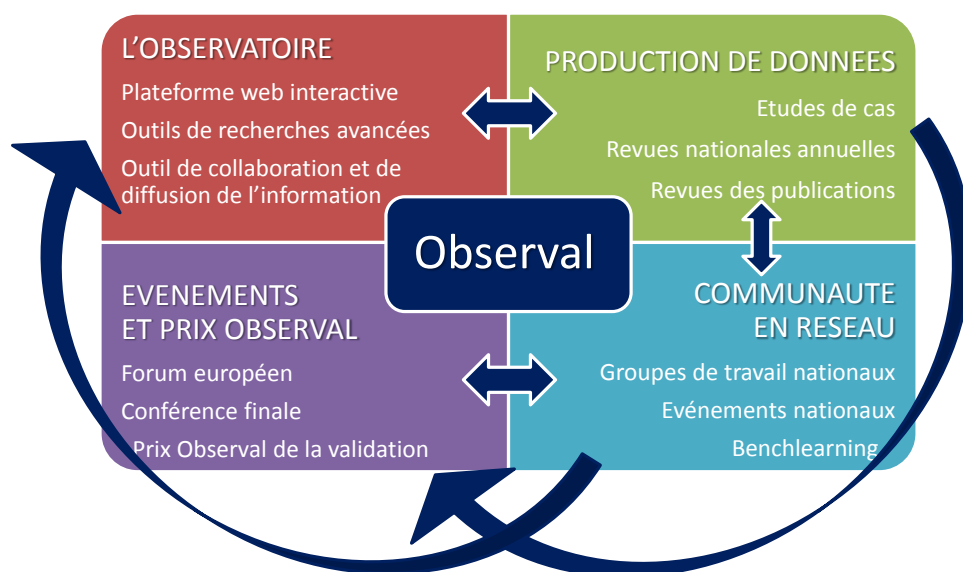 L’OBSERVATOIRE
Plateforme web interactive
Outils de recherches avancées
Outil de collaboration et de
diffusion de l’information
PRODUCTION DE DONNEES
Etudes de cas
Revues nationales annuelles
Revues des publications
Observal
EVENEMENTS
ET PRIX OBSERVAL
Forum européen
Conférence finale
Prix Observal de la validation
COMMUNAUTE
EN RESEAU
Groupes de travail nationaux
Evénements nationaux
Benchlearning